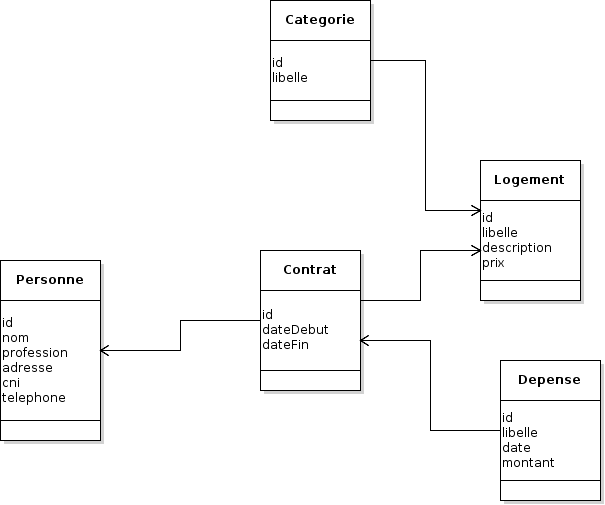 Categorie
id
libelle
Logement
id
libelle
description
prix
Contrat
id
dateDebut
dateFin
Personne
id
nom
profession
adresse
cni
telephone
Depense
id
libelle
date
montant